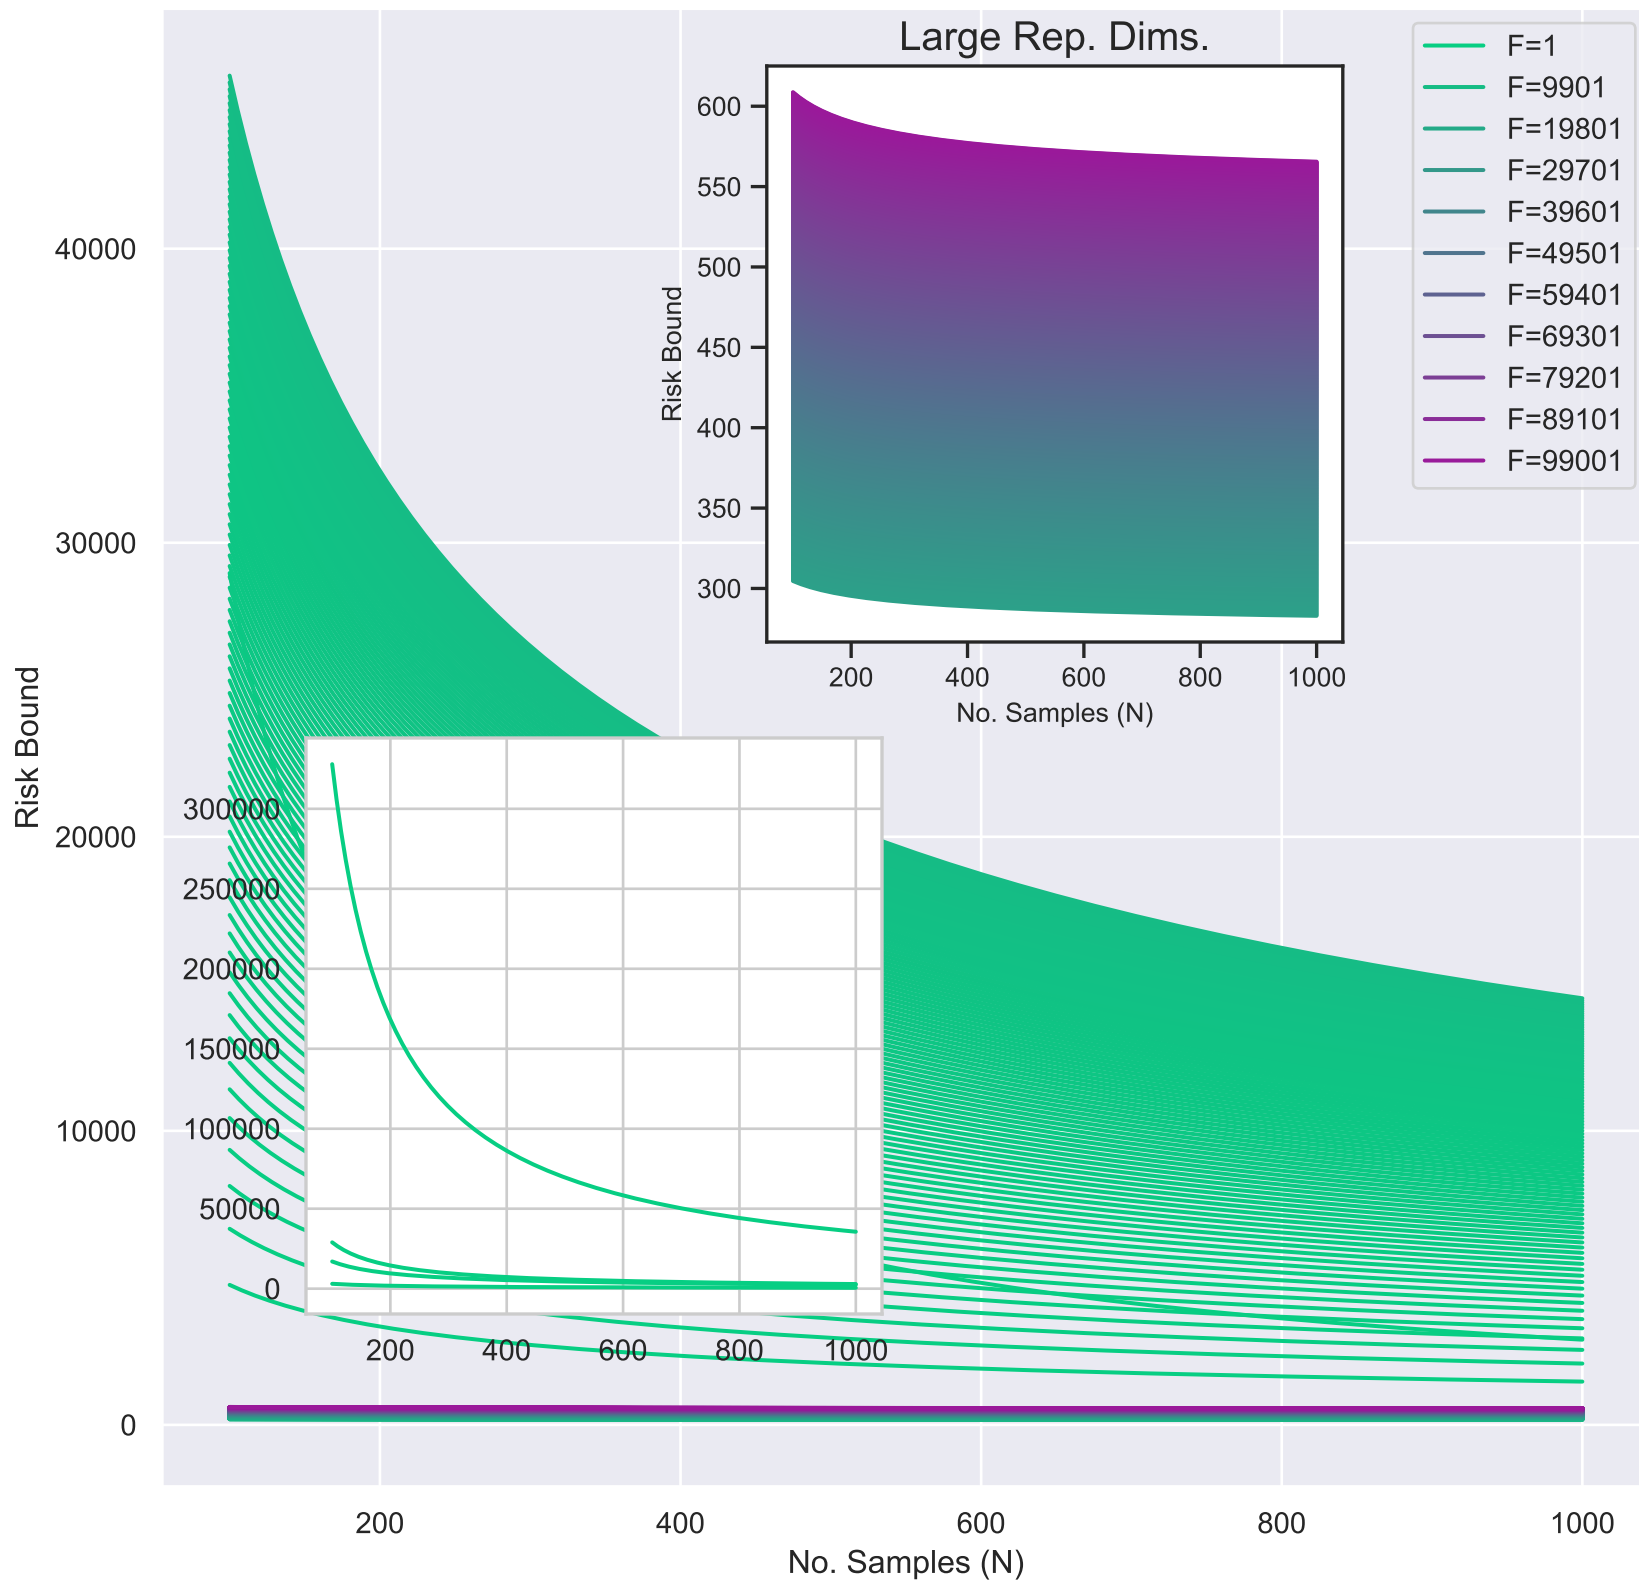 Large Rep. Dims.
600
550
500
450
400
350
300
Risk Bound
200 400 600 800 1000
No. Samples (N)
F=1
F=9901
F=19801
F=29701
F=39601
F=49501
F=59401
F=69301
F=79201
F=89101
F=99001
40000
30000
20000
10000
0
Risk Bound
300000
250000
200000
150000
100000
50000
0
200 400 600 800 1000
200 400 600 800 1000
No. Samples (N)